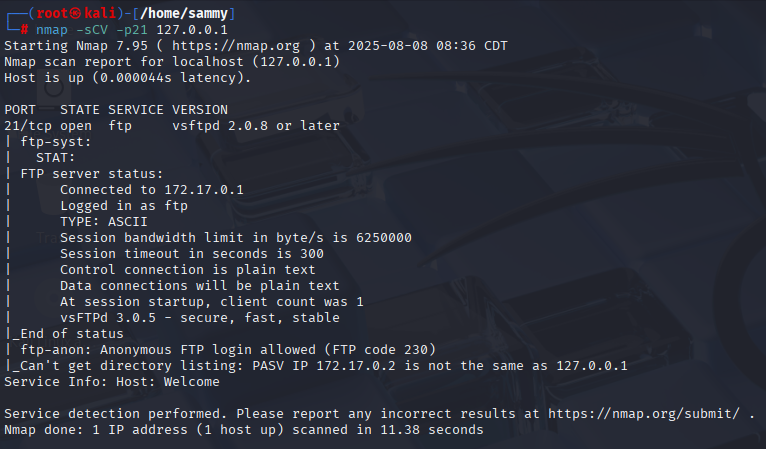 ┌──(root㉿kali)-[/home/sammy]
└─# nmap -sCV -p21 127.0.0.1
Starting Nmap 7.95 ( https://nmap.org ) at 2025-08-08 08:36 CDT
Nmap scan report for localhost (127.0.0.1)
Host is up (0.000044s latency).

PORT   STATE SERVICE VERSION
21/tcp open  ftp     vsftpd 2.0.8 or later
| ftp-syst:
|   STAT:
| FTP server status:
|      Connected to 172.17.0.1
|      Logged in as ftp
|      TYPE: ASCII
|      Session bandwidth limit in byte/s is 6250000
|      Session timeout in seconds is 300
|      Control connection is plain text
|      Data connections will be plain text
|      At session startup, client count was 1
|      vsFTPd 3.0.5 - secure, fast, stable
|_End of status
| ftp-anon: Anonymous FTP login allowed (FTP code 230)
|_Can't get directory listing: PASV IP 172.17.0.2 is not the same as 127.0.0.1
Service Info: Host: Welcome

Service detection performed. Please report any incorrect results at https://nmap.org/submit/ .
Nmap done: 1 IP address (1 host up) scanned in 11.38 seconds